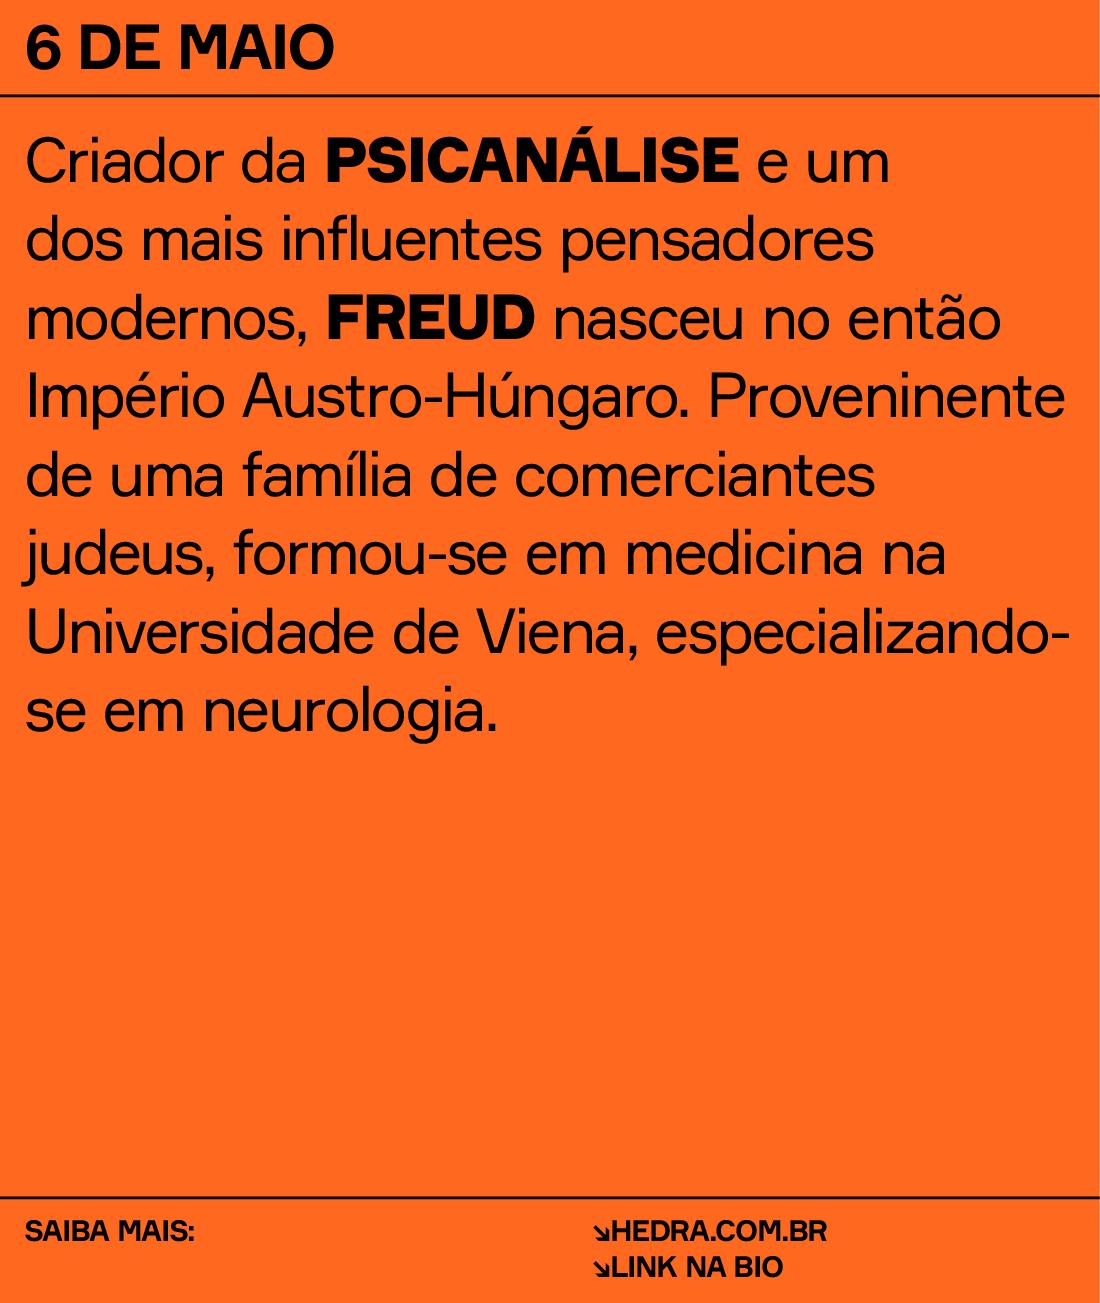 6 DE MAIO
Criador da PSICANÁLISE e um
dos mais influentes pensadores
modernos, FREUD nasceu no então
Império Austro-Húngaro. Proveninente
de uma família de comerciantes
judeus, formou-se em medicina na
Universidade de Viena, especializando-
se em neurologia.
SAIBA MAIS:
↘HEDRA.COM.BR
↘LINK NA BIO